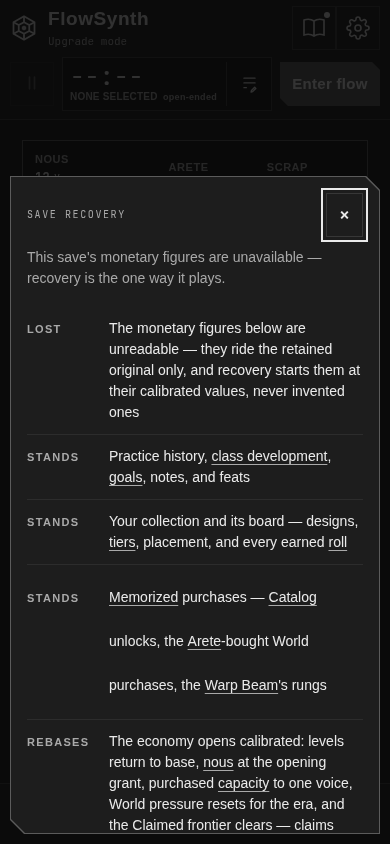 FlowSynth
Upgrade mode
– – : – –
NONE SELECTED open-ended
Enter flow
NOUS
ARETE
SCRAP
SAVE RECOVERY
×
This save's monetary figures are unavailable —
recovery is the one way it plays.
LOST
The monetary figures below are
unreadable — they ride the retained
original only, and recovery starts them at
their calibrated values, never invented
ones
STANDS
Practice history, class development,
goals, notes, and feats
STANDS
Your collection and its board — designs,
tiers, placement, and every earned roll
STANDS
Memorized purchases — Catalog
unlocks, the Arete-bought World
purchases, the Warp Beam's rungs
REBASES
The economy opens calibrated: levels
return to base, nous at the opening
grant, purchased capacity to one voice,
World pressure resets for the era, and
the Claimed frontier clears — claims